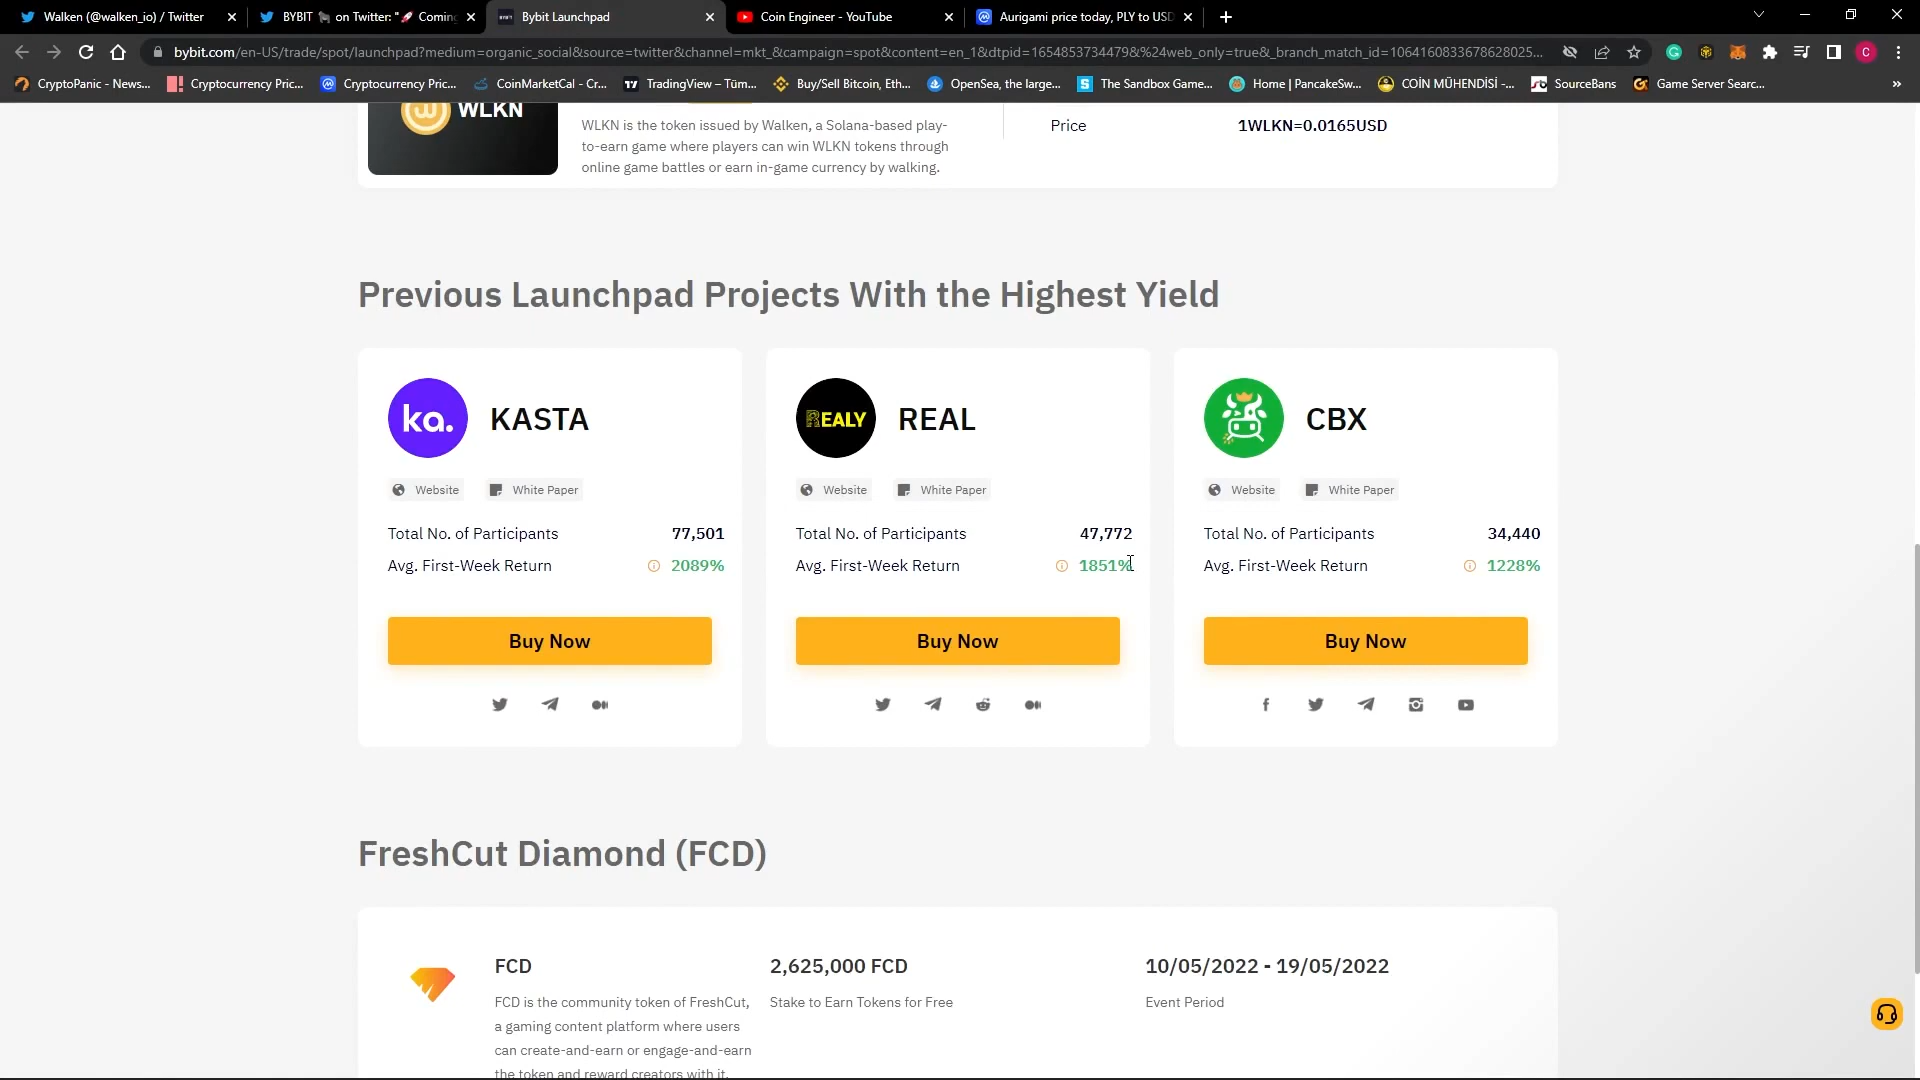 Walken (@walken_io) / Twitter
BYBIT on Twitter: "🚀 Coming
Bybit Launchpad
Coin Engineer - YouTube
Aurigami price today, PLY to USD
bybit.com/en-US/trade/spot/launchpad?medium=organic_social&source=twitter&channel=mkt_&campaign=spot&content=en_1&dtpid=1654853734479&%24web_only=true&_branch_match_id=1064160833678628025...
C
CryptoPanic - News...
Cryptocurrency Pric...
Cryptocurrency Pric...
CoinMarketCal - Cr...
TradingView – Tüm...
Buy/Sell Bitcoin, Eth...
OpenSea, the large...
The Sandbox Game...
Home | PancakeSw...
COİN MÜHENDİSİ -...
SourceBans
Game Server Searc...
»
WLKN
WLKN is the token issued by Walken, a Solana-based play-
to-earn game where players can win WLKN tokens through
online game battles or earn in-game currency by walking.
Price 1WLKN=0.0165USD
Previous Launchpad Projects With the Highest Yield
ka. KASTA
Website White Paper
Total No. of Participants 77,501
Avg. First-Week Return 2089%
Buy Now
REALY REAL
Website White Paper
Total No. of Participants 47,772
Avg. First-Week Return 1851%
Buy Now
CBX
Website White Paper
Total No. of Participants 34,440
Avg. First-Week Return 1228%
Buy Now
FreshCut Diamond (FCD)
FCD
FCD is the community token of FreshCut,
a gaming content platform where users
can create-and-earn or engage-and-earn
the token and reward creators with it.
2,625,000 FCD
Stake to Earn Tokens for Free
10/05/2022 - 19/05/2022
Event Period